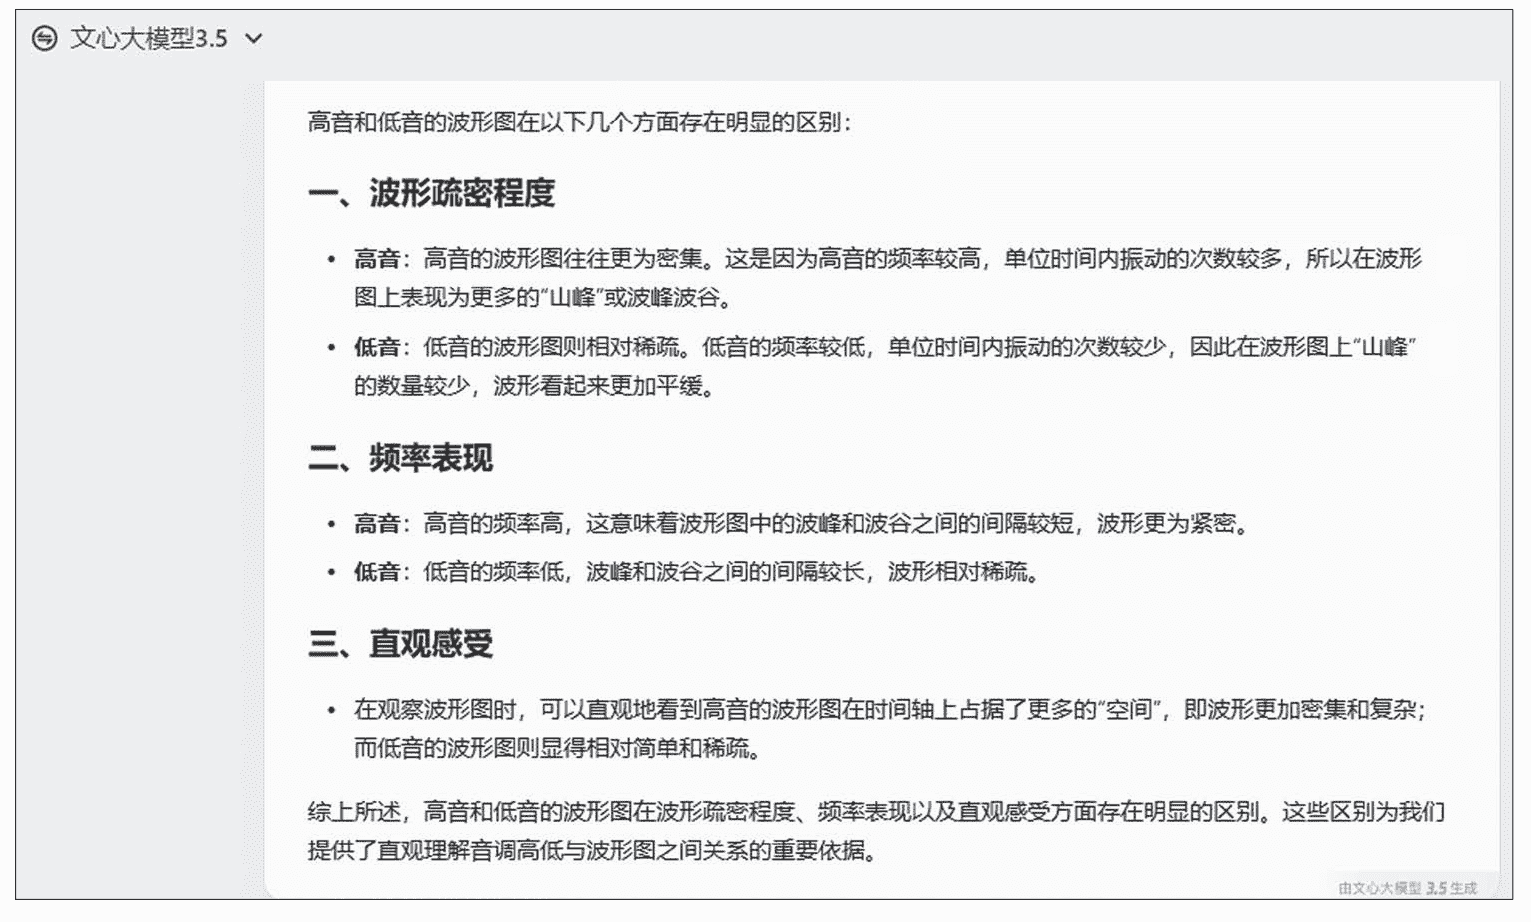 文心大模型3.5
高音和低音的波形图在以下几个方面存在明显的区别：
一、波形疏密程度
• 高音：高音的波形图往往更为密集。这是因为高音的频率较高，单位时间内振动的次数较多，所以在波形
图上表现为更多的“山峰”或波峰波谷。
• 低音：低音的波形图则相对稀疏。低音的频率较低，单位时间内振动的次数较少，因此在波形图上“山峰”
的数量较少，波形看起来更加平缓。
二、频率表现
• 高音：高音的频率高，这意味着波形图中的波峰和波谷之间的间隔较短，波形更为紧密。
• 低音：低音的频率低，波峰和波谷之间的间隔较长，波形相对稀疏。
三、直观感受
• 在观察波形图时，可以直观地看到高音的波形图在时间轴上占据了更多的“空间”，即波形更加密集和复杂；
而低音的波形图则显得相对简单和稀疏。
综上所述，高音和低音的波形图在波形疏密程度、频率表现以及直观感受方面存在明显的区别。这些区别为我们
提供了直观理解音调高低与波形图之间关系的重要依据。
由文心大模型 3.5 生成